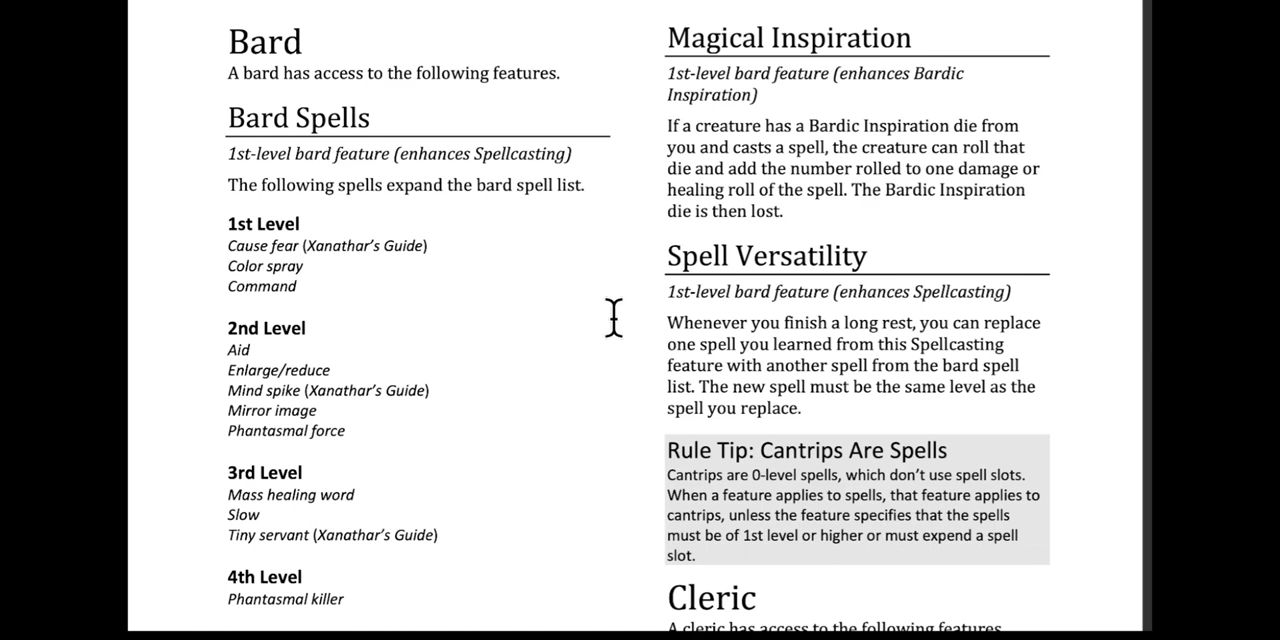 Bard
A bard has access to the following features.
Bard Spells
1st-level bard feature (enhances Spellcasting)
The following spells expand the bard spell list.
1st Level
Cause fear (Xanathar’s Guide)
Color spray
Command
2nd Level
Aid
Enlarge/reduce
Mind spike (Xanathar’s Guide)
Mirror image
Phantasmal force
3rd Level
Mass healing word
Slow
Tiny servant (Xanathar’s Guide)
4th Level
Phantasmal killer
Magical Inspiration
1st-level bard feature (enhances Bardic
Inspiration)
If a creature has a Bardic Inspiration die from
you and casts a spell, the creature can roll that
die and add the number rolled to one damage or
healing roll of the spell. The Bardic Inspiration
die is then lost.
Spell Versatility
1st-level bard feature (enhances Spellcasting)
Whenever you finish a long rest, you can replace
one spell you learned from this Spellcasting
feature with another spell from the bard spell
list. The new spell must be the same level as the
spell you replace.
Rule Tip: Cantrips Are Spells
Cantrips are 0-level spells, which don’t use spell slots.
When a feature applies to spells, that feature applies to
cantrips, unless the feature specifies that the spells
must be of 1st level or higher or must expend a spell
slot.
Cleric
A cleric has access to the following features.